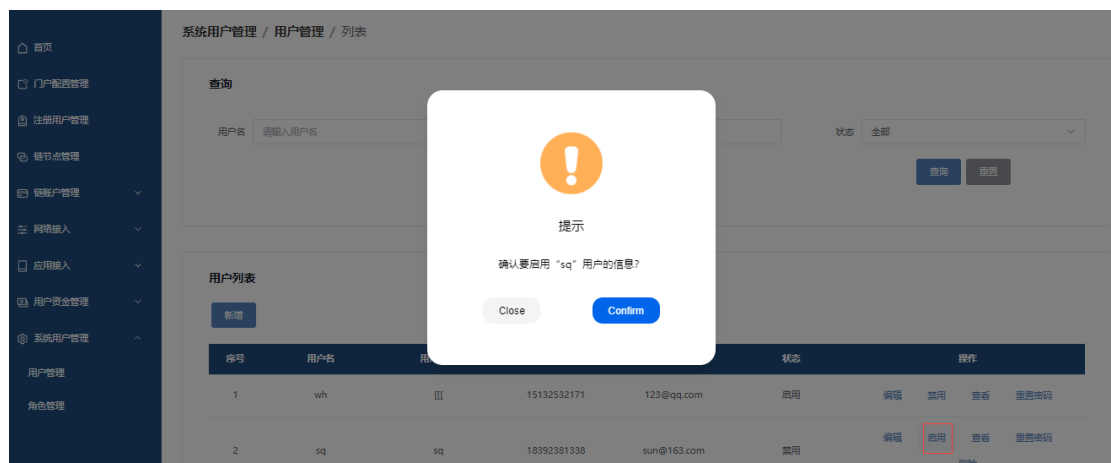 系统用户管理 / 用户管理 / 列表
首页
门户配置管理
注册用户管理
链节点管理
链账户管理
网络接入
应用接入
用户资金管理
系统用户管理
用户管理
角色管理
查询
用户名 请输入用户名 状态 全部
查询 重置
提示
确认要启用“sq”用户的信息?
Close Confirm
用户列表
新增
序号 用户名 状态 操作
1 wh [[[ 15132532171 123@qq.com 启用 编辑 禁用 查看 重置密码
2 sq sq 18392381338 sun@163.com 禁用 编辑 启用 查看 重置密码